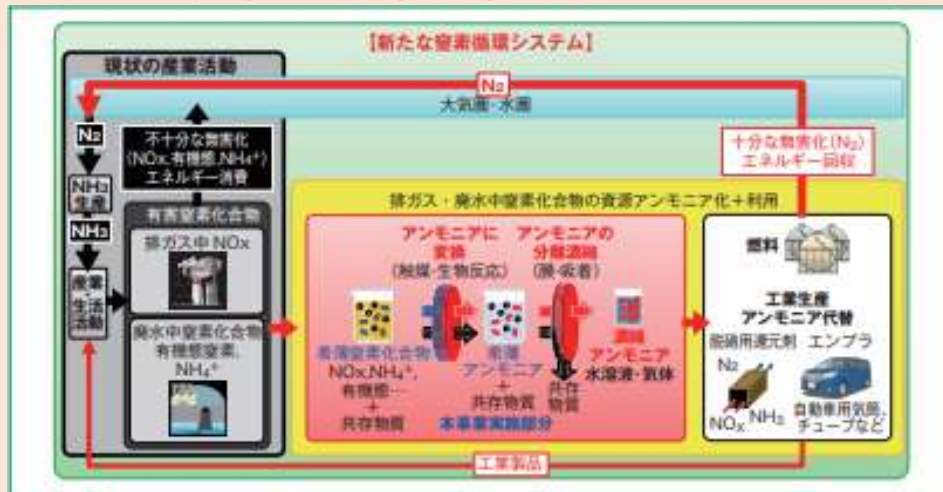 【新たな窒素循環システム】
現状の産業活動
N₂
大気圏・水圏
N₂
不十分な無害化
(NOx,有機態,NH₄⁺)
エネルギー消費
十分な無害化(N₂)
エネルギー回収
NH₃
生産
NH₃
産業・生活活動
有害窒素化合物
排ガス中 NOx
廃水中窒素化合物
有機態窒素,
NH₄⁺
排ガス・廃水中窒素化合物の資源アンモニア化+利用
アンモニアに
変換
(触媒・生物反応)
アンモニアの
分離濃縮
(膜・吸着)
希薄窒素化合物
NOx,NH₄⁺,
有機態…
+
共存物質
希薄
アンモニア
+
共存物質
共存
物質
濃縮
アンモニア
水溶液・気体
本事業実施部分
燃料
工業生産
アンモニア代替
脱硝用還元剤
エンプラ
N₂
NOx
NH₃
自動車用気筒、
チューブなど
工業製品